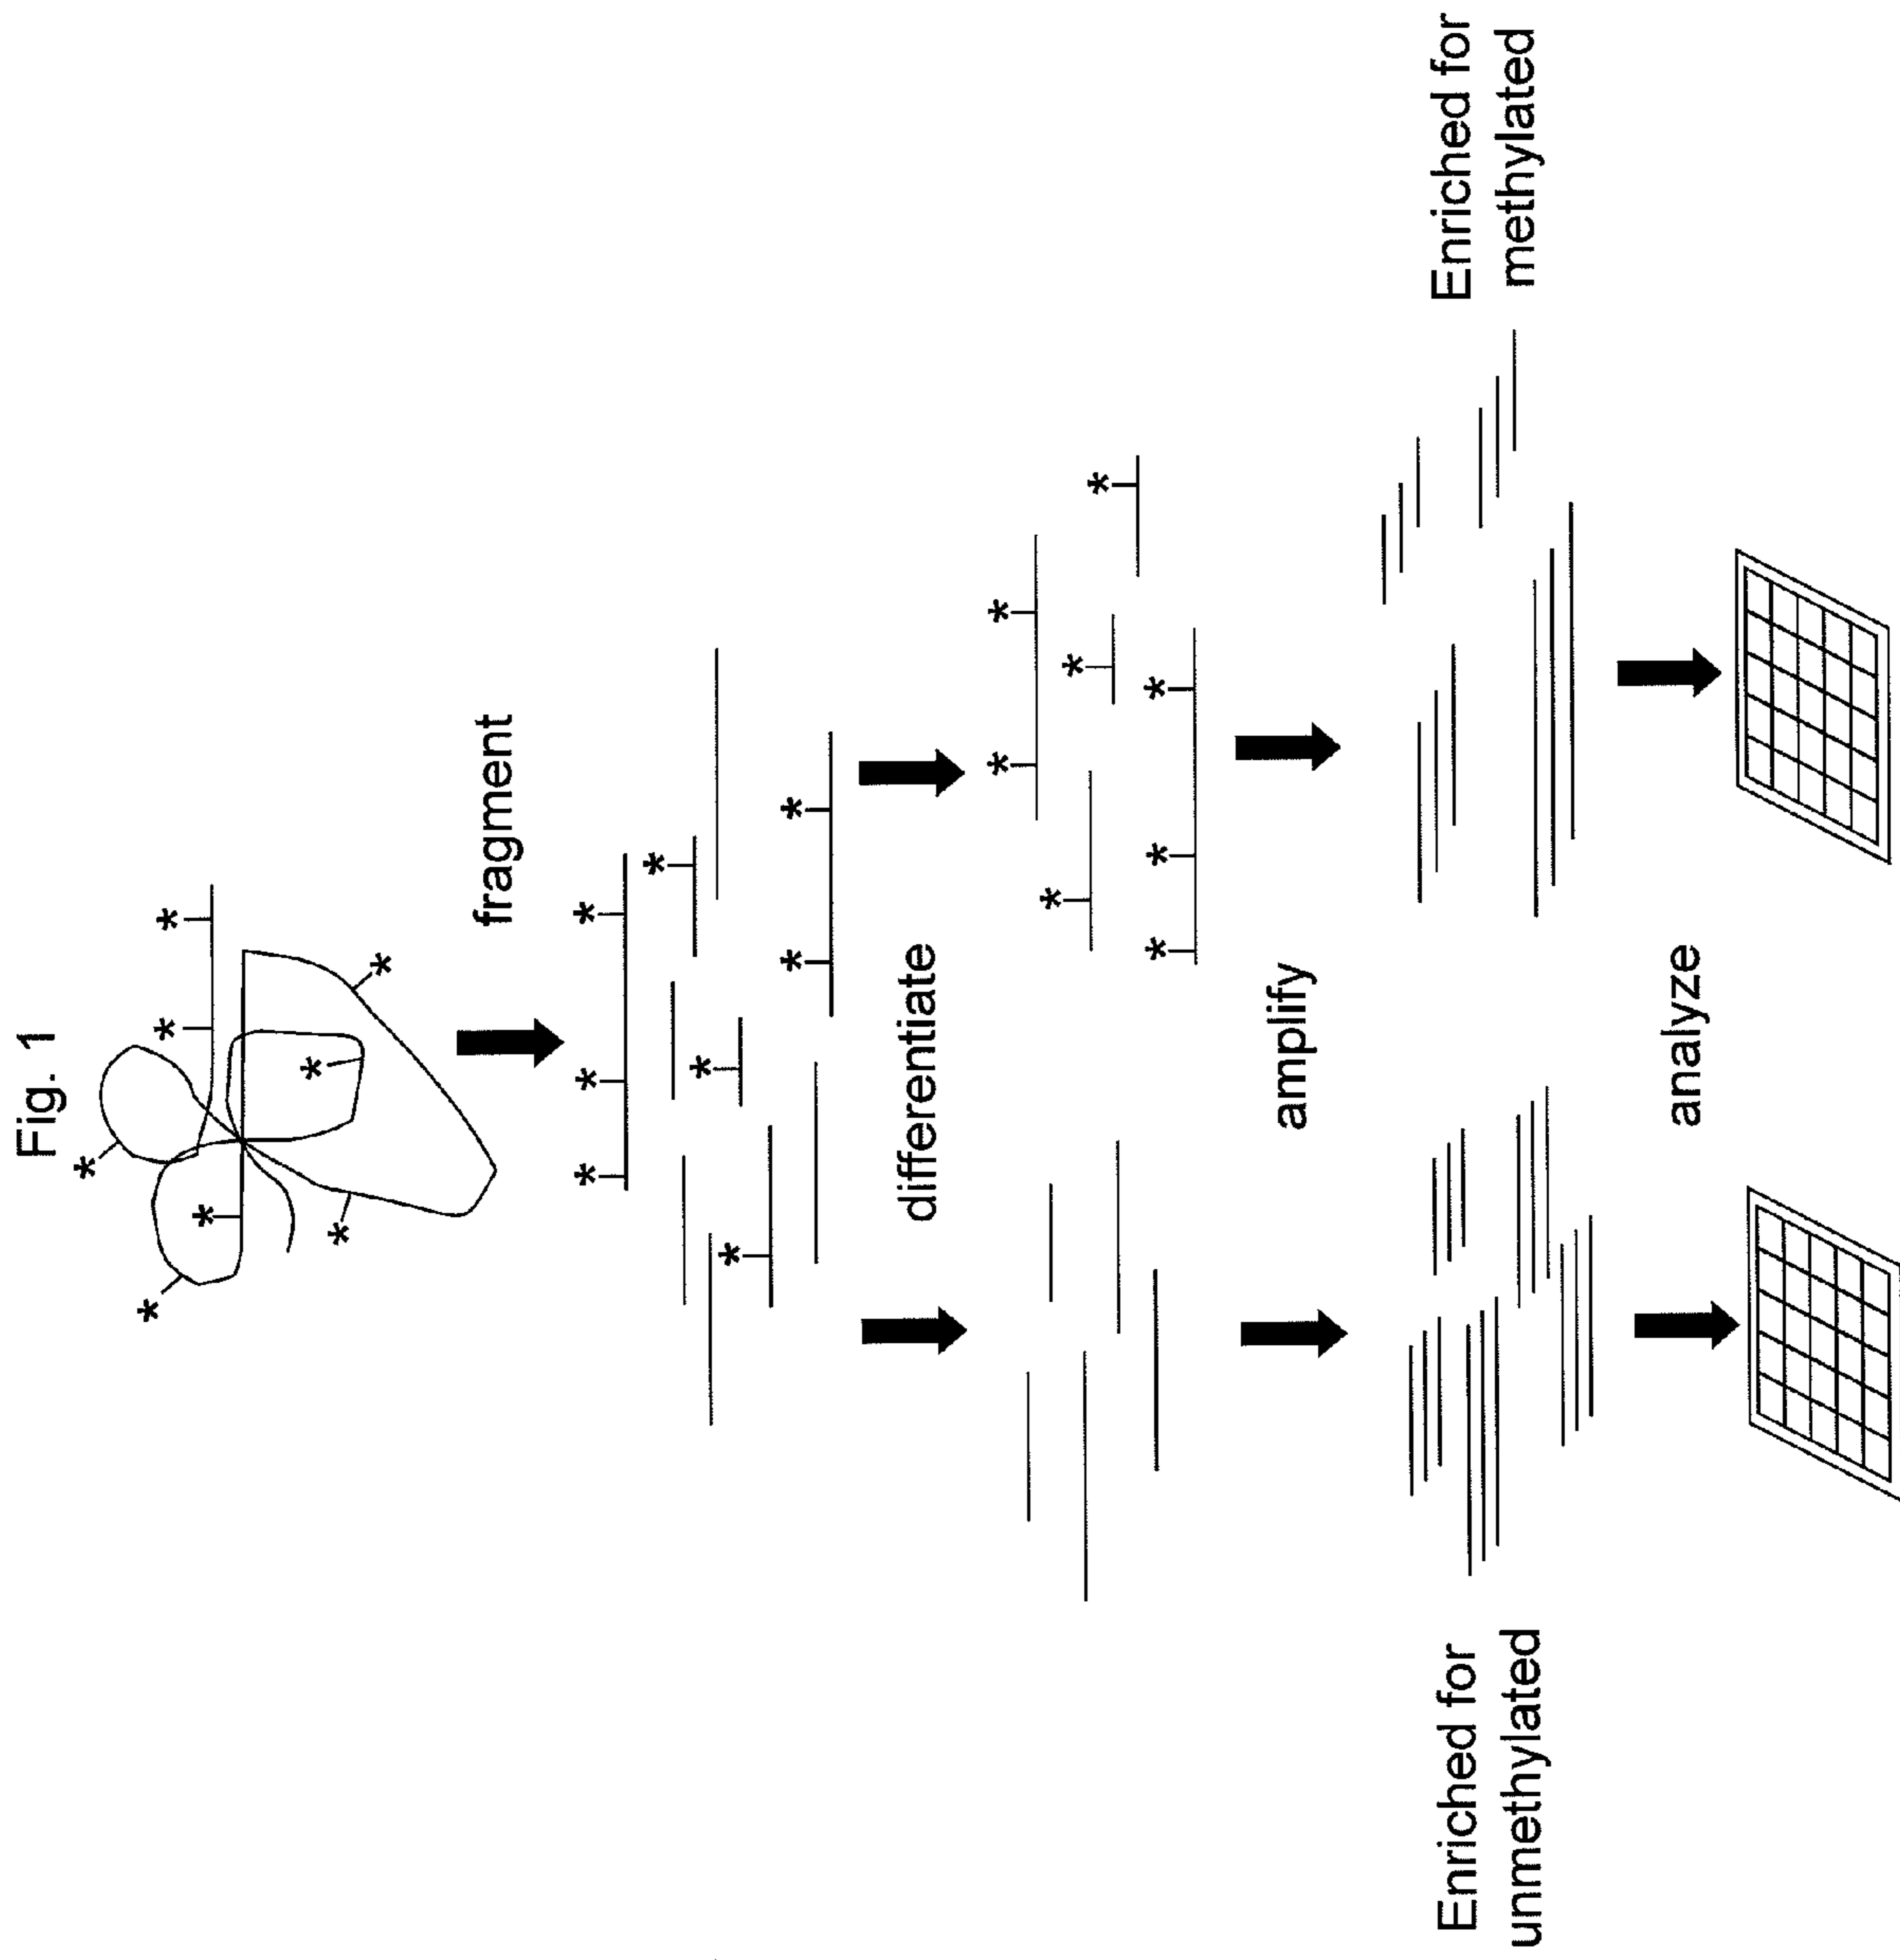 Fig. 1
fragment
differentiate
amplify
Enriched for
unmethylated
Enriched for
methylated
analyze